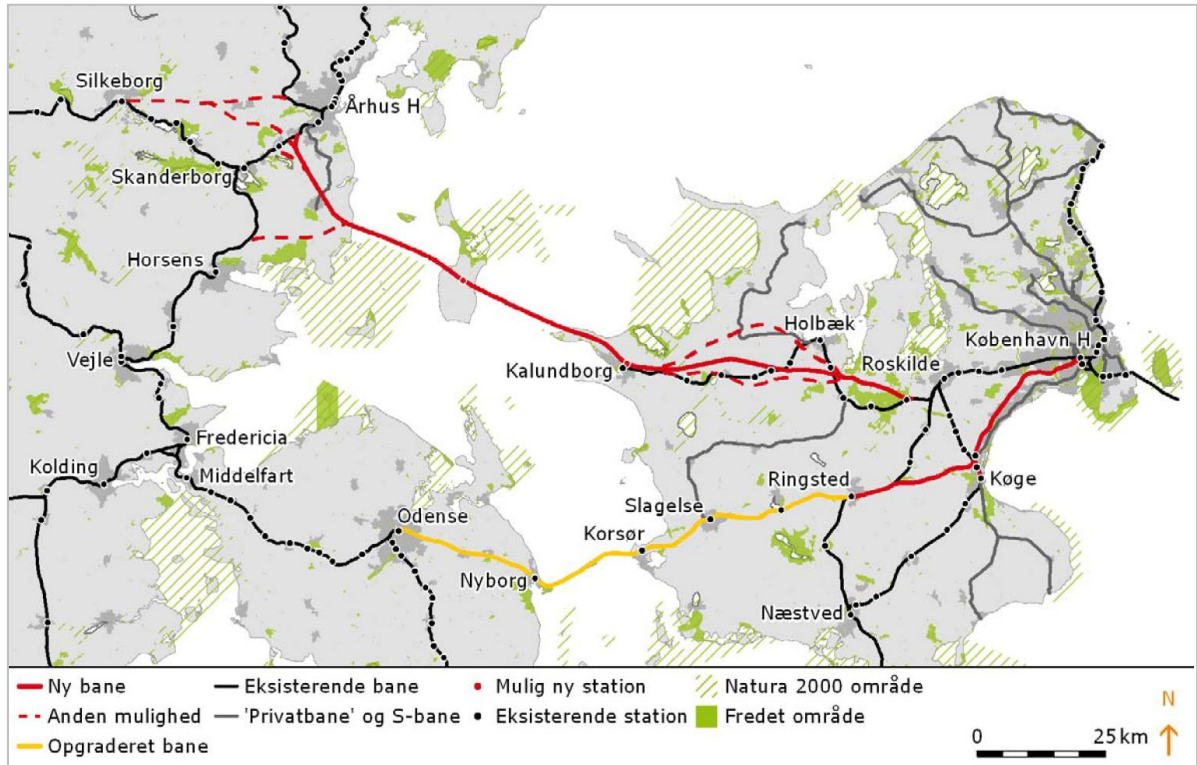 Silkeborg
Århus H
Skanderborg
Horsens
Holbæk
København H
Vejle
Kalundborg
Roskilde
Fredericia
Kolding
Middelfart
Ringsted
Køge
Slagelse
Odense
Korsør
Nyborg
Næstved
Ny bane
Eksisterende bane
Mulig ny station
Natura 2000 område
Anden mulighed
'Privatbane' og S-bane
Eksisterende station
Fredet område
Opgraderet bane
N
0 25 km